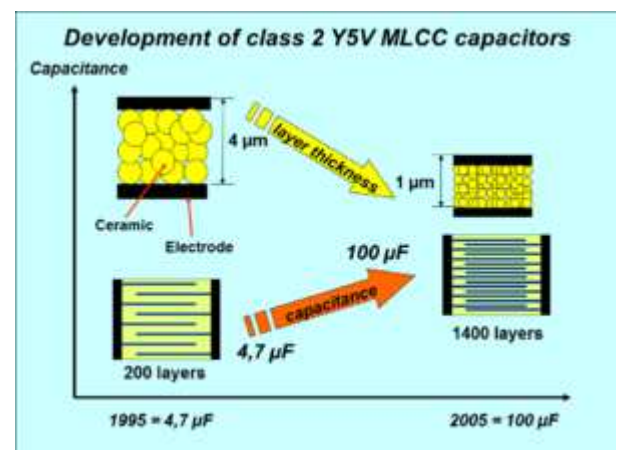 Development of class 2 Y5V MLCC capacitors
Capacitance
4 µm
layer thickness
1 µm
Ceramic
Electrode
100 µF
capacitance
4,7 µF
200 layers
1400 layers
1995 = 4,7 µF
2005 = 100 µF